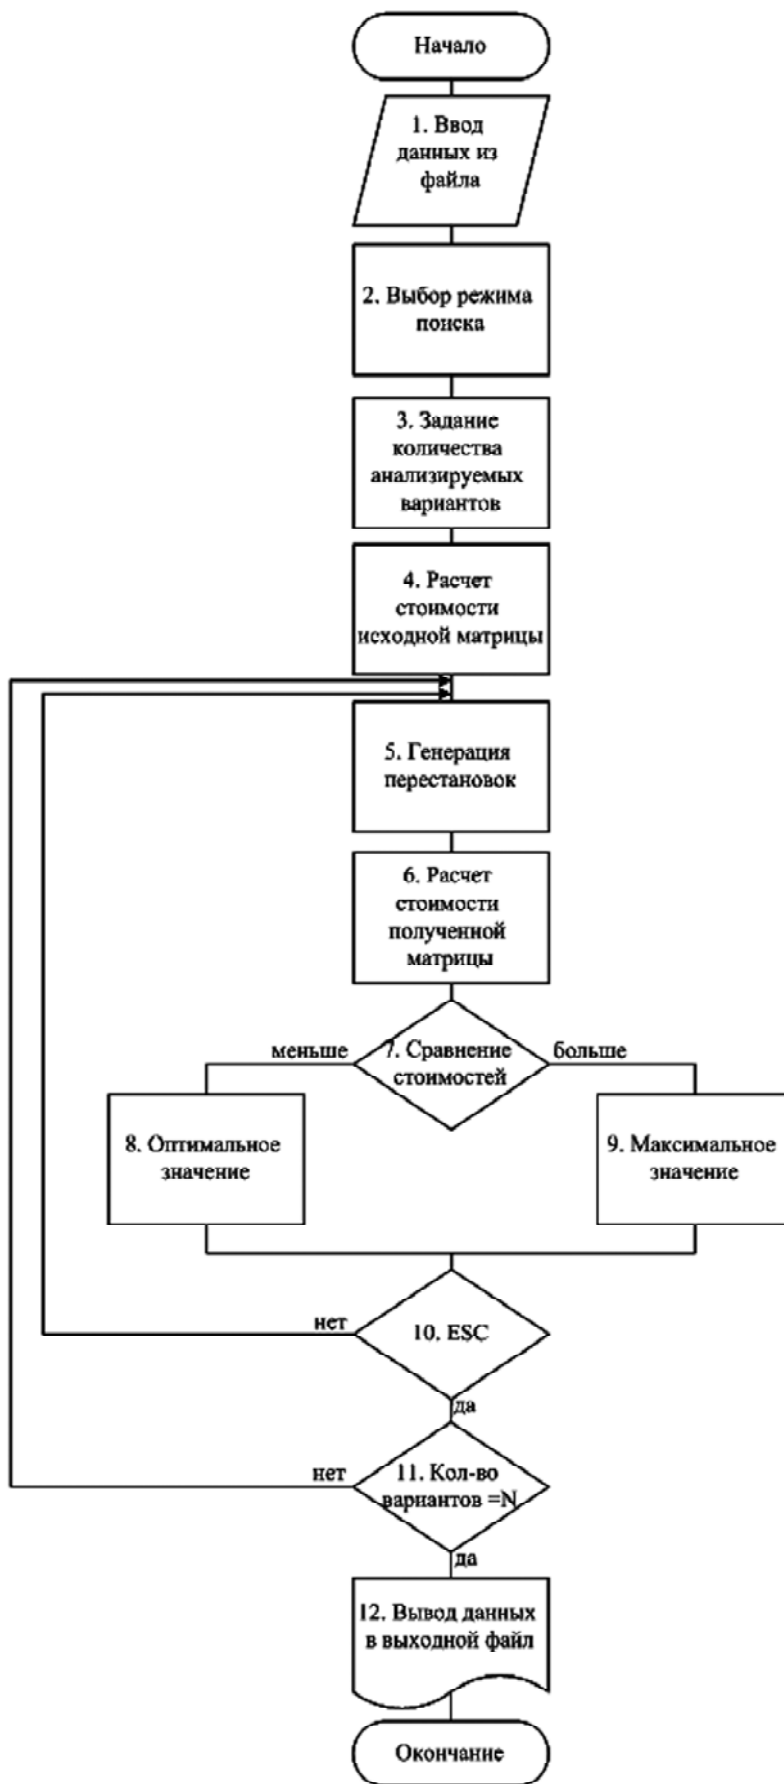 Начало
1. Ввод
данных из
файла
2. Выбор режима
поиска
3. Задание
количества
анализируемых
вариантов
4. Расчет
стоимости
исходной матрицы
5. Генерация
перестановок
6. Расчет
стоимости
полученной
матрицы
меньше
7. Сравнение
стоимостей
больше
8. Оптимальное
значение
9. Максимальное
значение
нет
10. ESC
да
нет
11. Кол-во
вариантов =N
да
12. Вывод данных
в выходной файл
Окончание